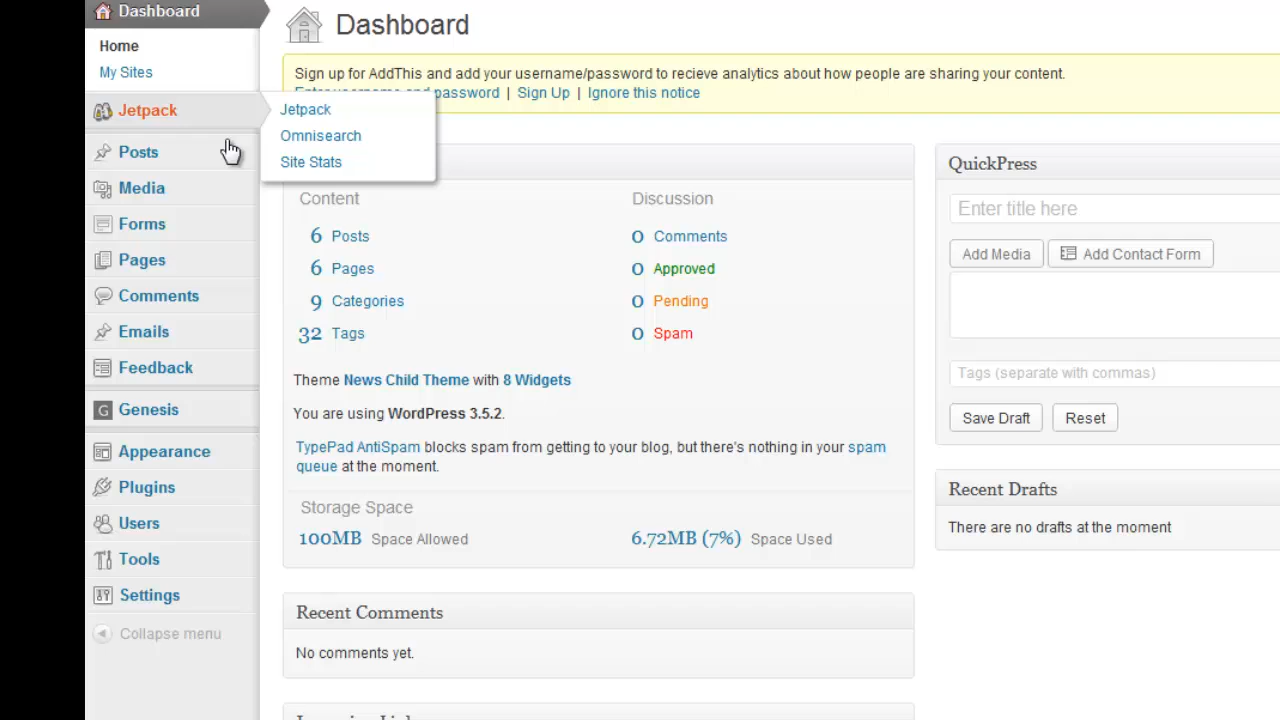 Dashboard
Home
My Sites
Jetpack
Posts
Media
Forms
Pages
Comments
Emails
Feedback
Genesis
Appearance
Plugins
Users
Tools
Settings
Collapse menu
Jetpack
Omnisearch
Site Stats
Dashboard
Sign up for AddThis and add your username/password to recieve analytics about how people are sharing your content.
Enter username and password | Sign Up | Ignore this notice
Content
6 Posts
6 Pages
9 Categories
32 Tags
Discussion
0 Comments
0 Approved
0 Pending
0 Spam
Theme News Child Theme with 8 Widgets
You are using WordPress 3.5.2.
TypePad AntiSpam blocks spam from getting to your blog, but there's nothing in your spam
queue at the moment.
Storage Space
100MB Space Allowed
6.72MB (7%) Space Used
Recent Comments
No comments yet.
QuickPress
Enter title here
Add Media
Add Contact Form
Tags (separate with commas)
Save Draft
Reset
Recent Drafts
There are no drafts at the moment